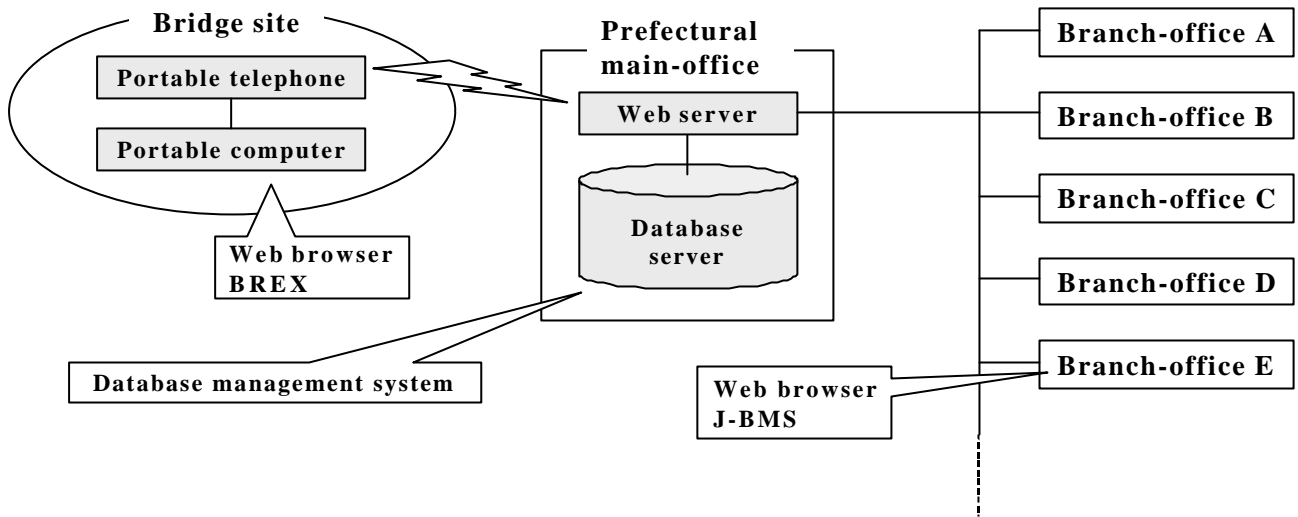 Bridge site
Portable telephone
Portable computer
Web browser
BREX
Prefectural
main-office
Web server
Database
server
Database management system
Branch-office A
Branch-office B
Branch-office C
Branch-office D
Branch-office E
Web browser
J-BMS